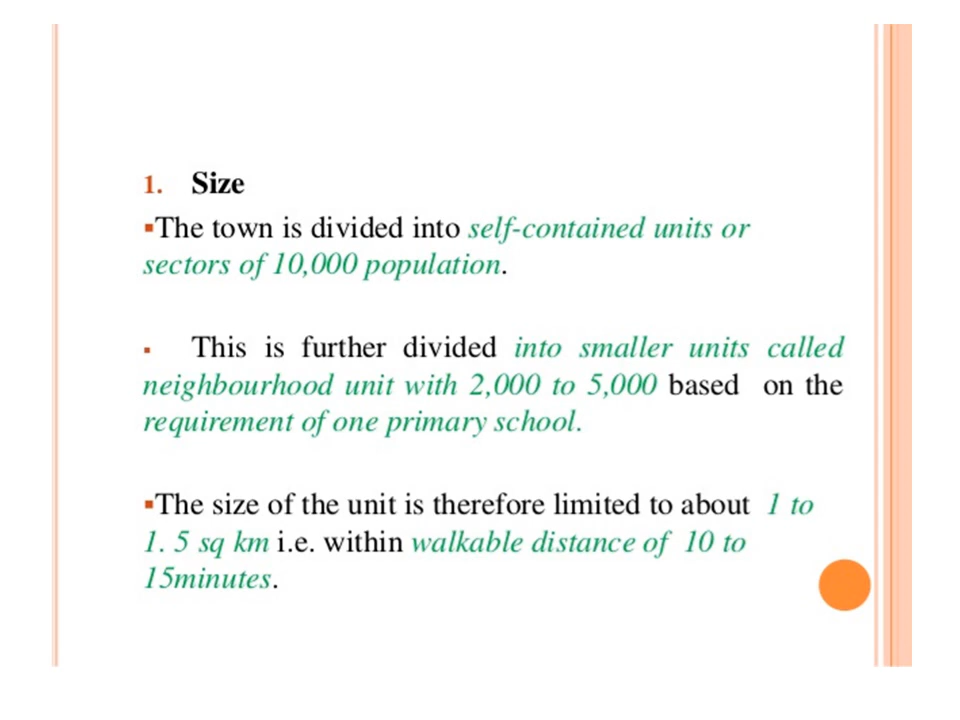 1. Size
▪The town is divided into self-contained units or
sectors of 10,000 population.
▪ This is further divided into smaller units called
neighbourhood unit with 2,000 to 5,000 based on the
requirement of one primary school.
▪The size of the unit is therefore limited to about 1 to
1. 5 sq km i.e. within walkable distance of 10 to
15minutes.